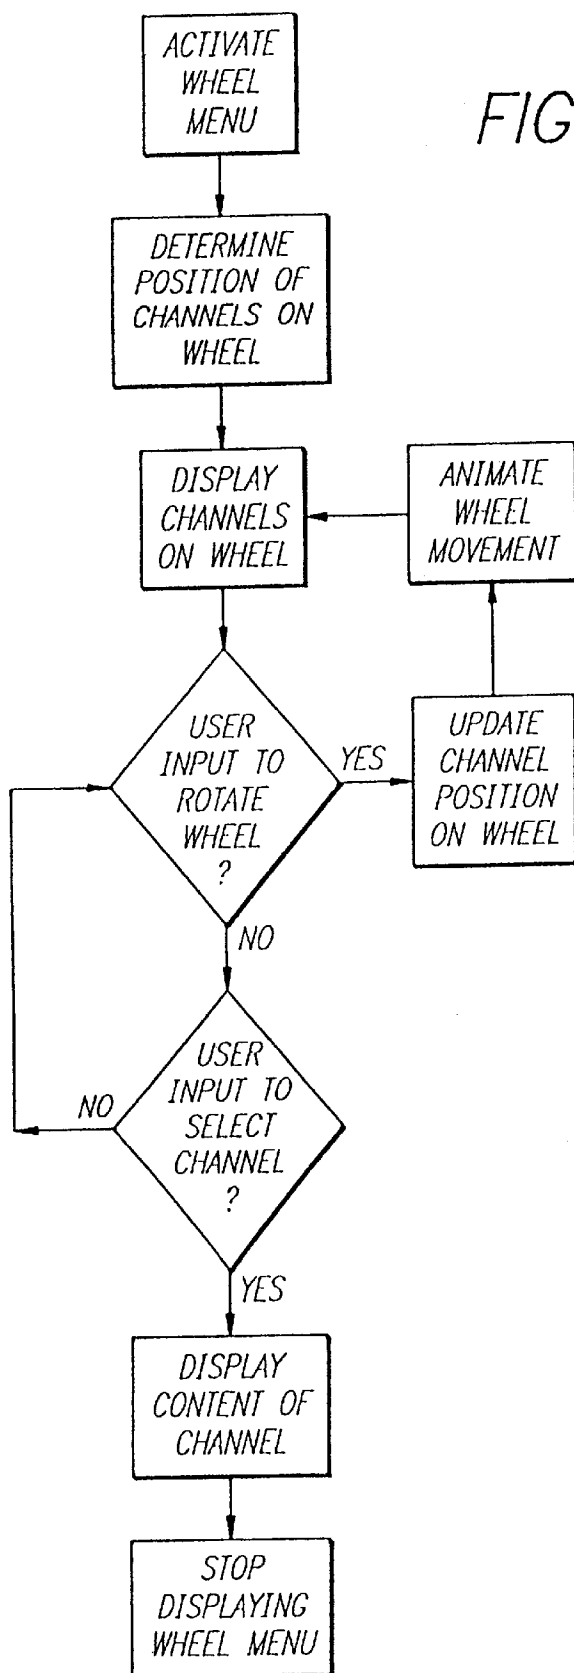 ACTIVATE
WHEEL
MENU
FIG
DETERMINE
POSITION OF
CHANNELS ON
WHEEL
DISPLAY
CHANNELS
ON WHEEL
ANIMATE
WHEEL
MOVEMENT
USER
INPUT TO
ROTATE
WHEEL
?
YES
UPDATE
CHANNEL
POSITION
ON WHEEL
NO
USER
INPUT TO
SELECT
CHANNEL
?
NO
YES
DISPLAY
CONTENT OF
CHANNEL
STOP
DISPLAYING
WHEEL MENU